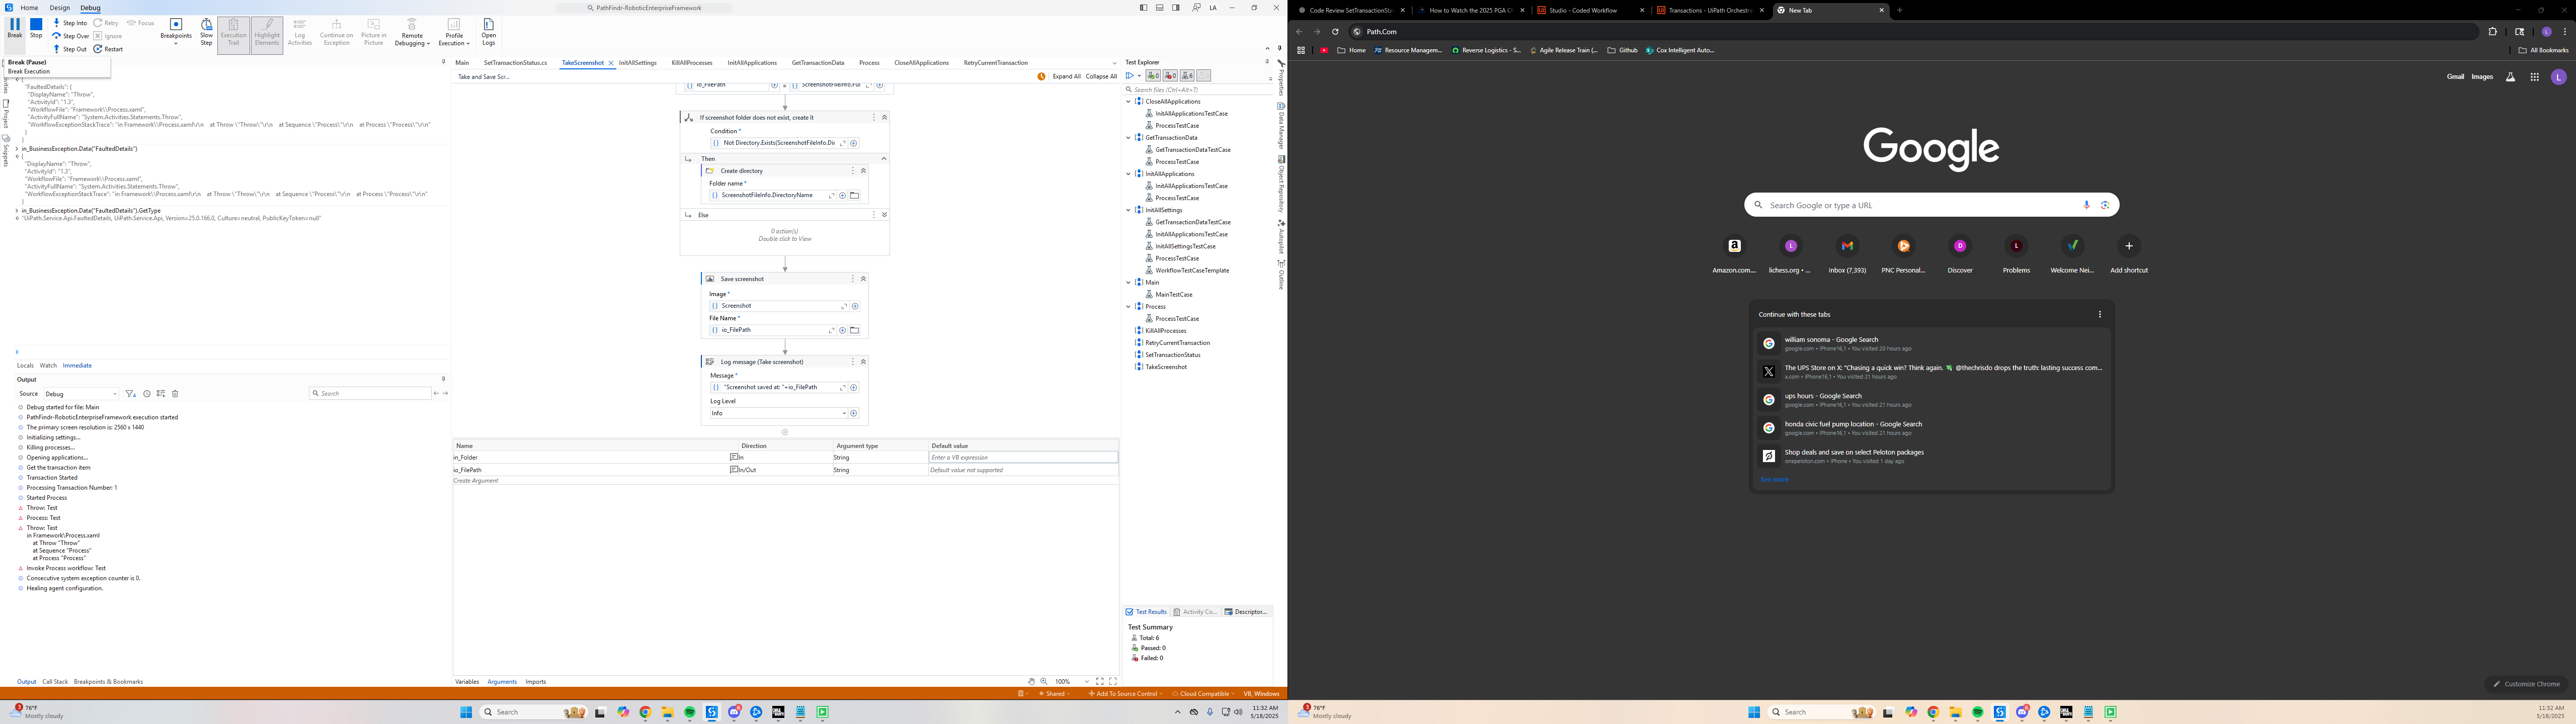 Home Design Debug
PathFindr-RoboticEnterpriseFramework
LA
Break
Stop
Step Into
Step Over
Step Out
Retry
Ignore
Restart
Focus
Breakpoints
Slow Step
Execution Trail
Highlight Elements
Log Activities
Continue on Exception
Picture in Picture
Remote Debugging
Profile Execution
Open Logs
Break (Pause)
Break Execution
Project
Snippets
"FaultedDetails": {
"DisplayName": "Throw",
"ActivityId": "1.3",
"WorkflowFile": "Framework\\Process.xaml",
"ActivityFullName": "System.Activities.Statements.Throw",
"WorkflowExceptionStackTrace": "in Framework\\Process.xaml\r\n at Throw \"Throw\"\r\n at Sequence \"Process\"\r\n at Process \"Process\"\r\n"
}
}
in_BusinessException.Data("FaultedDetails")
{
"DisplayName": "Throw",
"ActivityId": "1.3",
"WorkflowFile": "Framework\\Process.xaml",
"ActivityFullName": "System.Activities.Statements.Throw",
"WorkflowExceptionStackTrace": "in Framework\\Process.xaml\r\n at Throw \"Throw\"\r\n at Sequence \"Process\"\r\n at Process \"Process\"\r\n"
}
in_BusinessException.Data("FaultedDetails").GetType
"UiPath.Service.Api.FaultedDetails, UiPath.Service.Api, Version=25.0.166.0, Culture=neutral, PublicKeyToken=null"
Locals Watch Immediate
Output
Source Debug
Search
Debug started for file: Main
PathFindr-RoboticEnterpriseFramework execution started
The primary screen resolution is: 2560 x 1440
Initializing settings...
Killing processes...
Opening applications...
Get the transaction item
Transaction Started
Processing Transaction Number: 1
Started Process
Throw: Test
Process: Test
Throw: Test
in Framework\Process.xaml
at Throw "Throw"
at Sequence "Process"
at Process "Process"
Invoke Process workflow: Test
Consecutive system exception counter is 0.
Healing agent configuration.
Output Call Stack Breakpoints & Bookmarks
Main SetTransactionStatus.cs TakeScreenshot InitAllSettings KillAllProcesses InitAllApplications GetTransactionData Process CloseAllApplications RetryCurrentTransaction
Take and Save Scr...
Expand All Collapse All
io_FilePath = ScreenshotFileInfo.Ful
If screenshot folder does not exist, create it
Condition *
Not Directory.Exists(ScreenshotFileInfo.Dir
Then
Create directory
Folder name *
ScreenshotFileInfo.DirectoryName
Else
0 action(s)
Double click to View
Save screenshot
Image *
Screenshot
File Name *
io_FilePath
Log message (Take screenshot)
Message *
"Screenshot saved at: "+io_FilePath
Log Level
Info
Name Direction Argument type Default value
in_Folder In String Enter a VB expression
io_FilePath In/Out String Default value not supported
Create Argument
Variables Arguments Imports
100%
Test Explorer
0 0 6
Search files (Ctrl+Alt+T)
CloseAllApplications
InitAllApplicationsTestCase
ProcessTestCase
GetTransactionData
GetTransactionDataTestCase
ProcessTestCase
InitAllApplications
InitAllApplicationsTestCase
ProcessTestCase
InitAllSettings
GetTransactionDataTestCase
InitAllApplicationsTestCase
InitAllSettingsTestCase
ProcessTestCase
WorkflowTestCaseTemplate
Main
MainTestCase
Process
ProcessTestCase
KillAllProcesses
RetryCurrentTransaction
SetTransactionStatus
TakeScreenshot
Test Results Activity Co... Descriptor...
Test Summary
Total: 6
Passed: 0
Failed: 0
Properties
Data Manager
Object Repository
Autopilot
Outline
Shared Add To Source Control Cloud Compatible VB, Windows
3
76°F
Mostly cloudy
Search
11:32 AM
5/18/2025
Code Review SetTransactionSta How to Watch the 2025 PGA C Studio - Coded Workflow Transactions - UiPath Orchestr New Tab
Path.Com
Home Resource Managem... Reverse Logistics - S... Agile Release Train (... Github Cox Intelligent Auto... All Bookmarks
Gmail Images L
Google
Search Google or type a URL
Amazon.com.... lichess.org • ... Inbox (7,393) PNC Personal... Discover Problems Welcome Nei... Add shortcut
Continue with these tabs
william sonoma - Google Search
google.com • iPhone16,1 • You visited 20 hours ago
The UPS Store on X: "Chasing a quick win? Think again. @thechrisdo drops the truth: lasting success com...
x.com • iPhone16,1 • You visited 21 hours ago
ups hours - Google Search
google.com • iPhone16,1 • You visited 21 hours ago
honda civic fuel pump location - Google Search
google.com • iPhone16,1 • You visited 21 hours ago
Shop deals and save on select Peloton packages
onepeloton.com • iPhone • You visited 1 day ago
See more
Customize Chrome
3
76°F
Mostly cloudy
Search
11:32 AM
5/18/2025